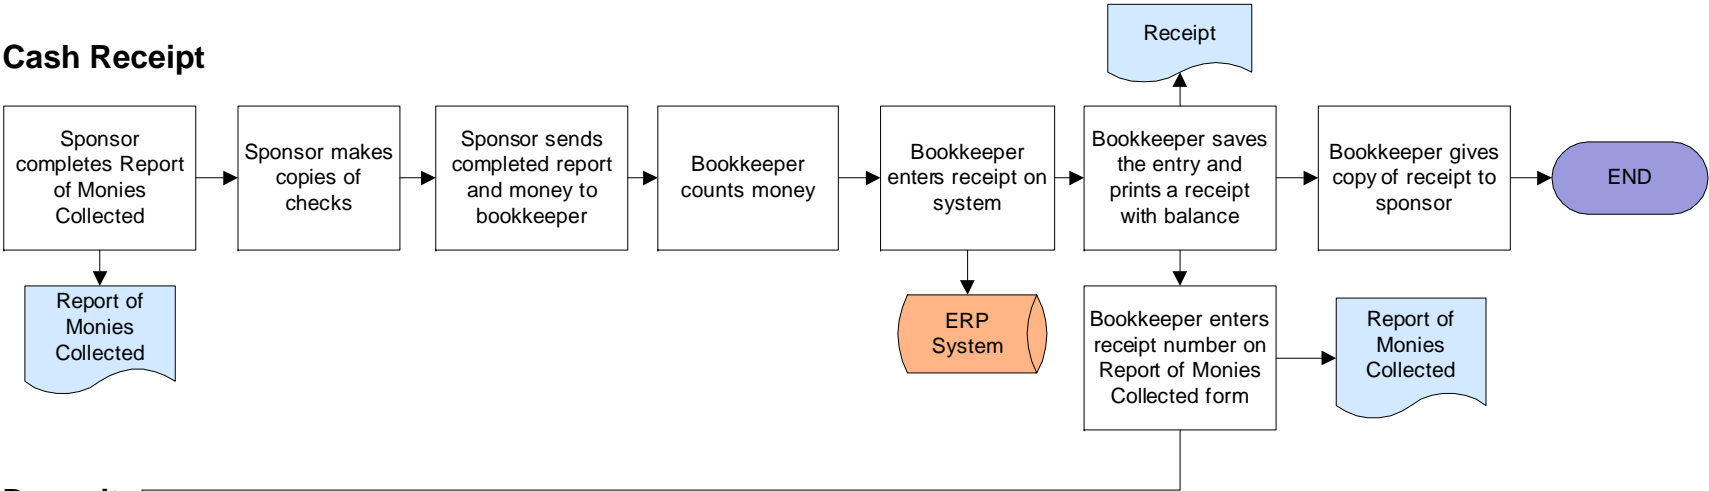 Receipt
Cash Receipt
Sponsor
completes Report
of Monies
Collected
Sponsor makes
copies of
checks
Sponsor sends
completed report
and money to
bookkeeper
Bookkeeper
counts money
Bookkeeper
enters receipt on
system
Bookkeeper saves
the entry and
prints a receipt
with balance
Bookkeeper gives
copy of receipt to
sponsor
END
Report of
Monies
Collected
ERP
System
Bookkeeper enters
receipt number on
Report of Monies
Collected form
Report of
Monies
Collected